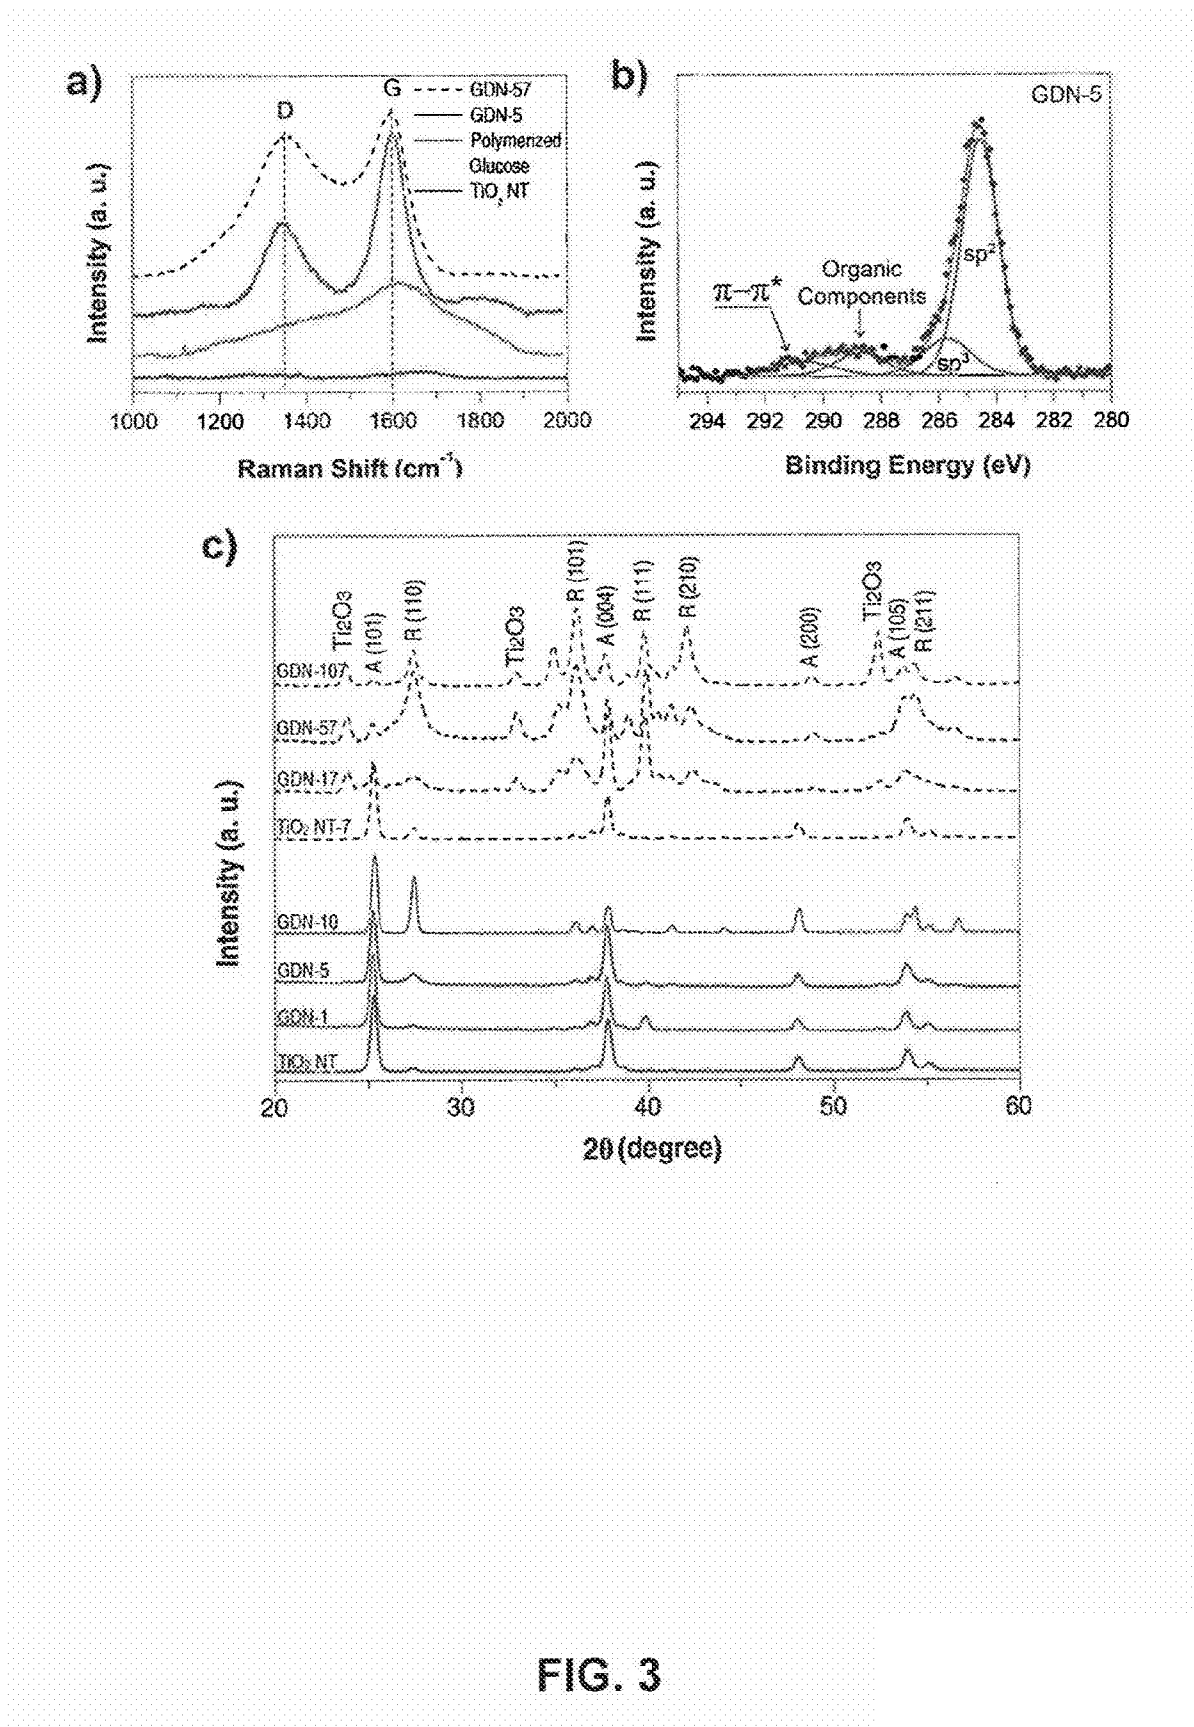 a)
D
G
GDN-57
GDN-5
Polymerized
Glucose
TiO2 NT
Intensity (a. u.)
1000 1200 1400 1600 1800 2000
Raman Shift (cm-1)
b)
GDN-5
sp2
Organic
Components
π–π*
sp3
Intensity (a. u.)
294 292 290 288 286 284 282 280
Binding Energy (eV)
c)
Ti2O3
A (101)
R (110)
Ti2O3
R (101)
A (004)
R (111)
R (210)
A (200)
Ti2O3
A (105)
R (211)
GDN-107
GDN-57
GDN-17
TiO2 NT-7
GDN-10
GDN-5
GDN-1
TiO2 NT
Intensity (a. u.)
20 30 40 50 60
2θ (degree)
FIG. 3